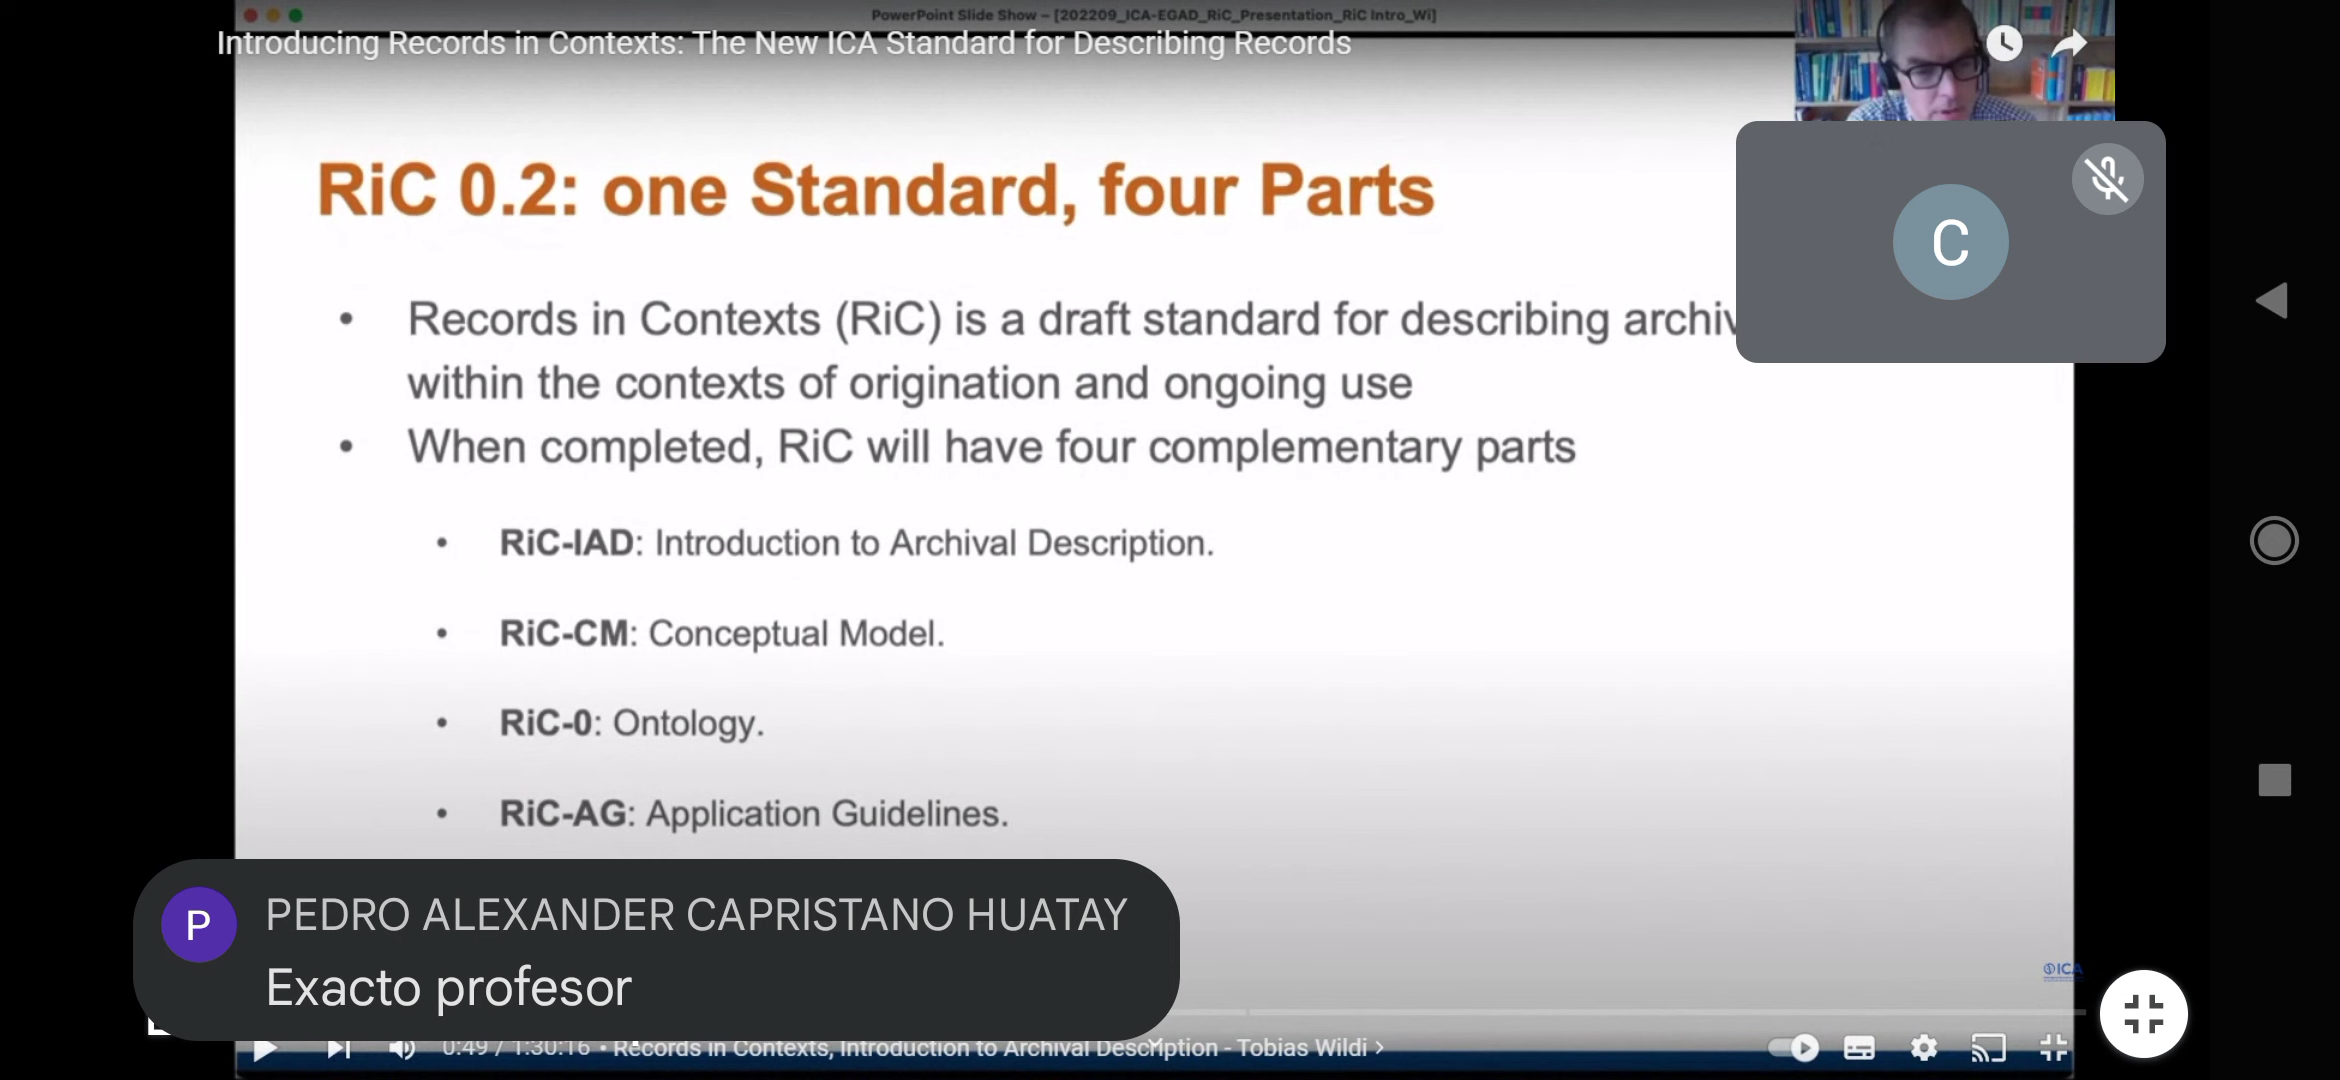 PowerPoint Slide Show – [202209_ICA-EGAD_RiC_Presentation_RiC Intro_Wi]
Introducing Records in Contexts: The New ICA Standard for Describing Records
RiC 0.2: one Standard, four Parts
C
• Records in Contexts (RiC) is a draft standard for describing archiv
within the contexts of origination and ongoing use
• When completed, RiC will have four complementary parts
• RiC-IAD: Introduction to Archival Description.
• RiC-CM: Conceptual Model.
• RiC-0: Ontology.
• RiC-AG: Application Guidelines.
P
PEDRO ALEXANDER CAPRISTANO HUATAY
Exacto profesor
ICA
0:49 / 1:30:16 • Records in Contexts, Introduction to Archival Description - Tobias Wildi >